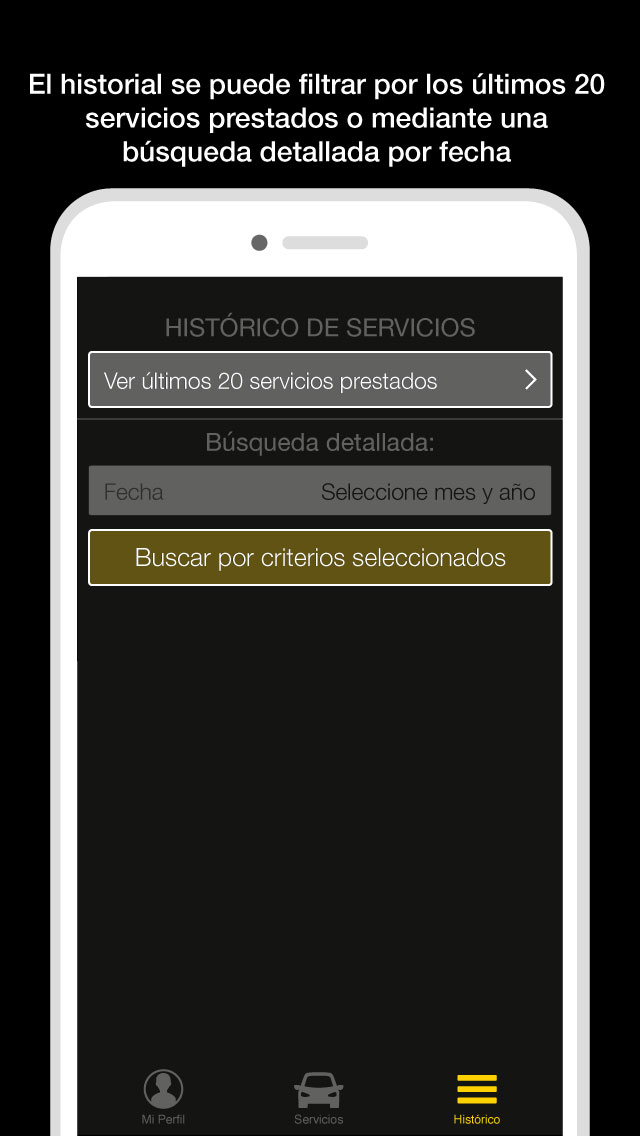 El historial se puede filtrar por los últimos 20
servicios prestados o mediante una
búsqueda detallada por fecha
HISTÓRICO DE SERVICIOS
Ver últimos 20 servicios prestados
Búsqueda detallada:
Fecha Seleccione mes y año
Buscar por criterios seleccionados
Mi Perfil Servicios Histórico